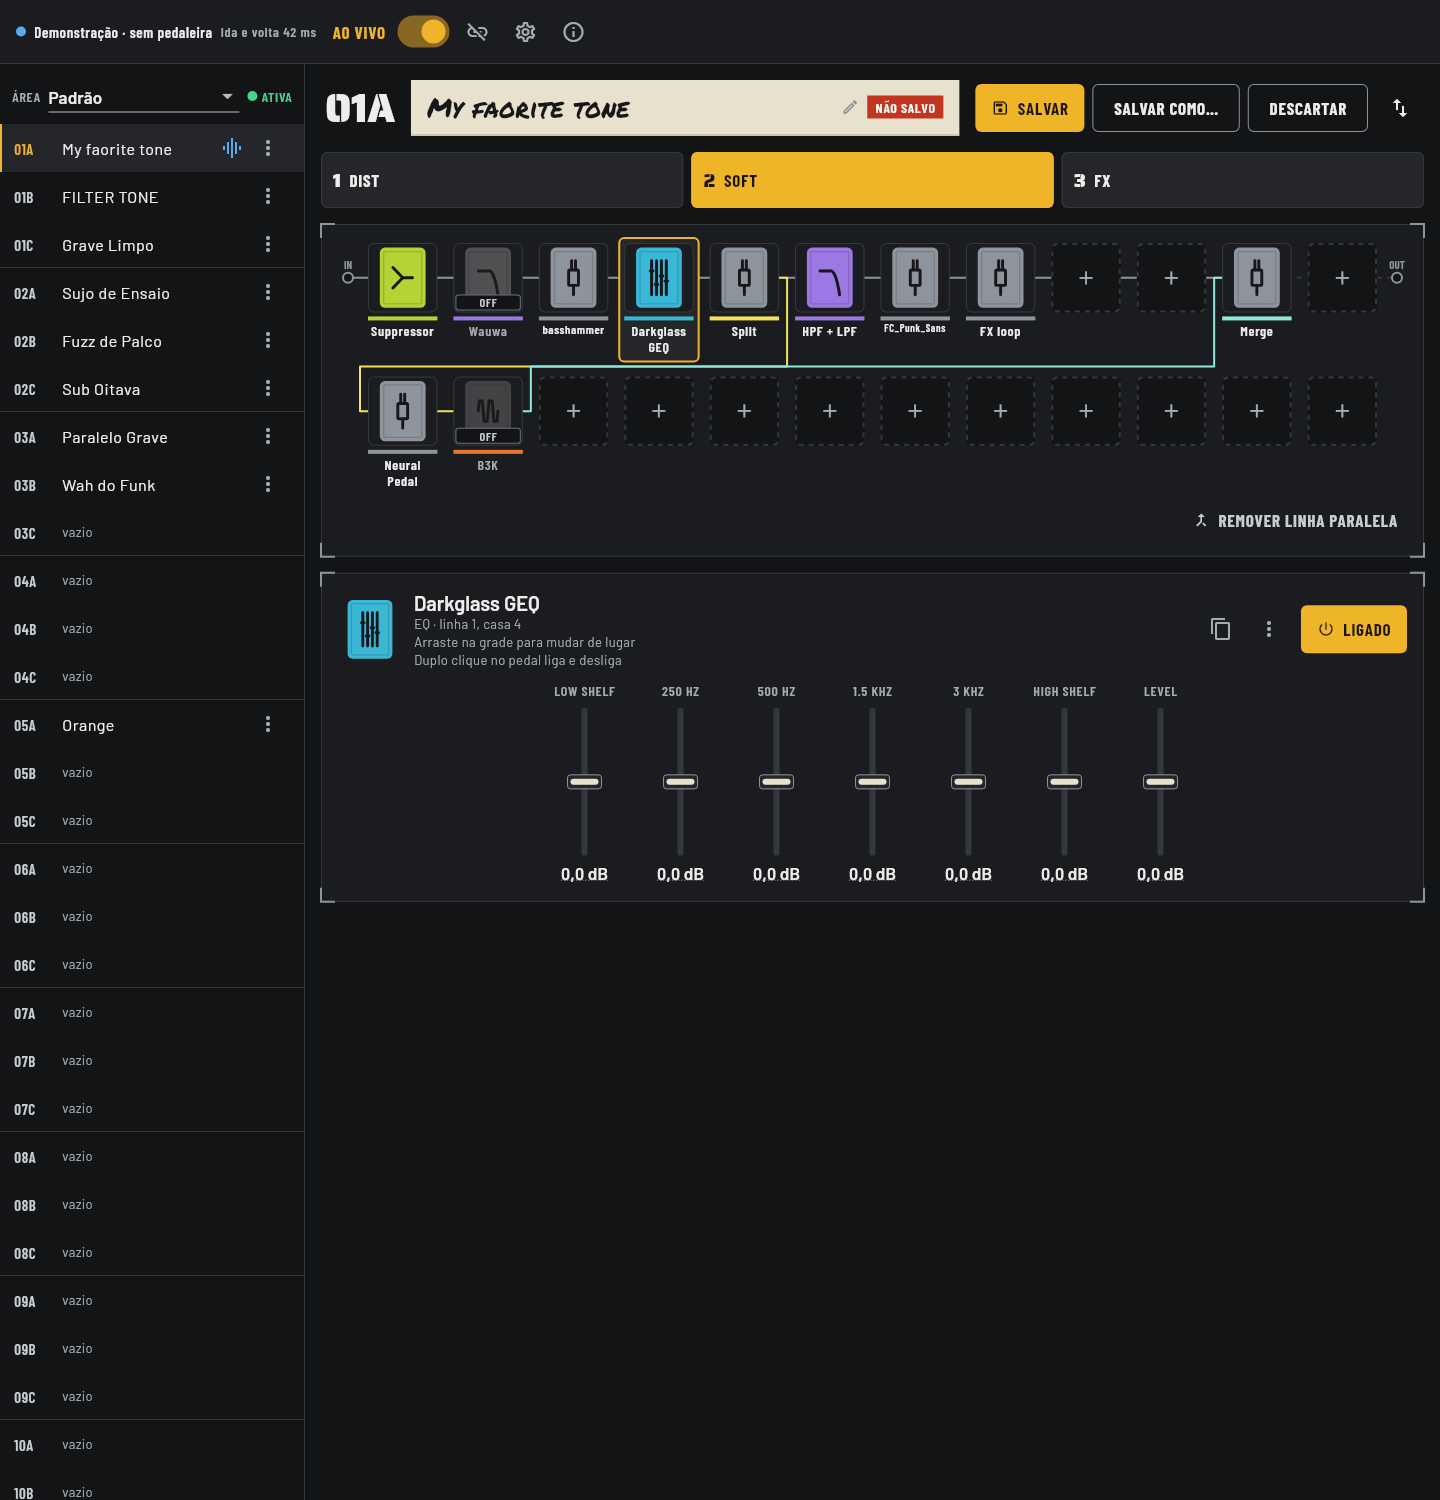 Demonstração · sem pedaleira Ida e volta 42 ms AO VIVO
ÁREA Padrão ATIVA
01A My faorite tone
01B FILTER TONE
01C Grave Limpo
02A Sujo de Ensaio
02B Fuzz de Palco
02C Sub Oitava
03A Paralelo Grave
03B Wah do Funk
03C vazio
04A vazio
04B vazio
04C vazio
05A Orange
05B vazio
05C vazio
06A vazio
06B vazio
06C vazio
07A vazio
07B vazio
07C vazio
08A vazio
08B vazio
08C vazio
09A vazio
09B vazio
09C vazio
10A vazio
10B vazio
01A My faorite tone NÃO SALVO SALVAR SALVAR COMO... DESCARTAR
1 DIST 2 SOFT 3 FX
IN OUT
OFF
Suppressor Wauwa basshammer Darkglass GEQ Split HPF + LPF FC_Punk_Sans FX loop Merge
OFF
Neural Pedal B3K
REMOVER LINHA PARALELA
Darkglass GEQ
EQ · linha 1, casa 4
Arraste na grade para mudar de lugar
Duplo clique no pedal liga e desliga
LIGADO
LOW SHELF 250 HZ 500 HZ 1.5 KHZ 3 KHZ HIGH SHELF LEVEL
0,0 dB 0,0 dB 0,0 dB 0,0 dB 0,0 dB 0,0 dB 0,0 dB